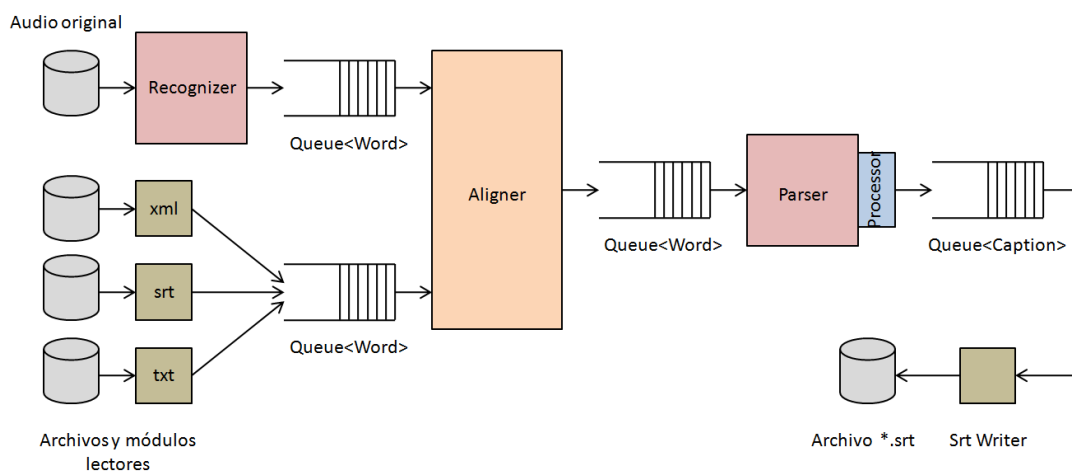 Audio original
Recognizer
Queue<Word>
xml
srt
txt
Queue<Word>
Archivos y módulos
lectores
Aligner
Queue<Word>
Parser
Processor
Queue<Caption>
Archivo *.srt
Srt Writer